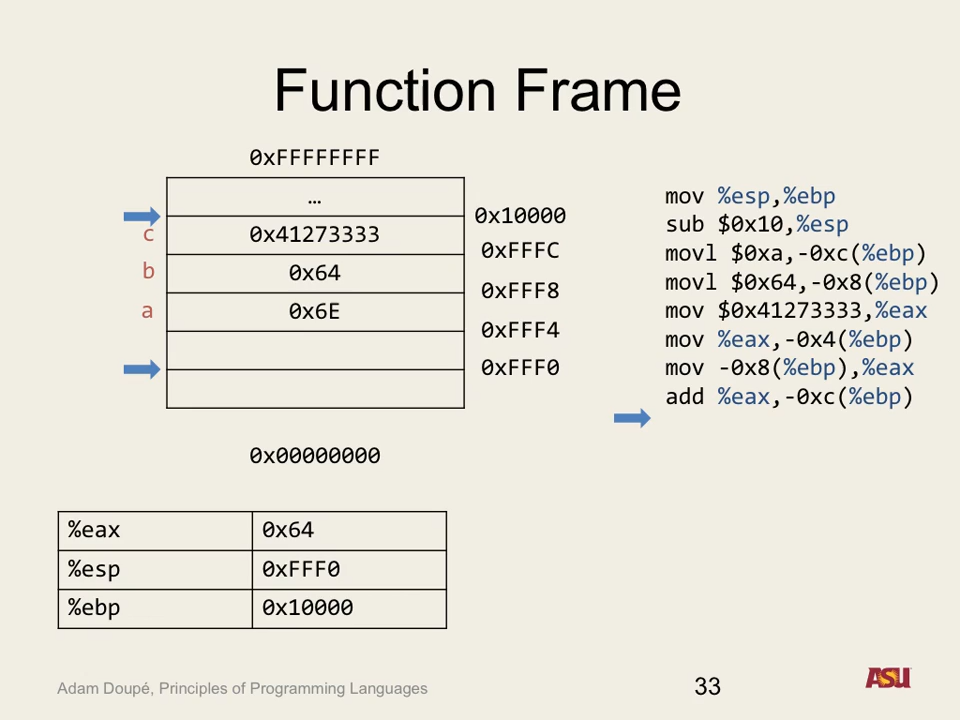 Function Frame
0xFFFFFFFF
…
c 0x41273333
b 0x64
a 0x6E
0x10000
0xFFFC
0xFFF8
0xFFF4
0xFFF0
0x00000000
mov %esp,%ebp
sub $0x10,%esp
movl $0xa,-0xc(%ebp)
movl $0x64,-0x8(%ebp)
mov $0x41273333,%eax
mov %eax,-0x4(%ebp)
mov -0x8(%ebp),%eax
add %eax,-0xc(%ebp)
%eax 0x64
%esp 0xFFF0
%ebp 0x10000
Adam Doupé, Principles of Programming Languages
33
ASU